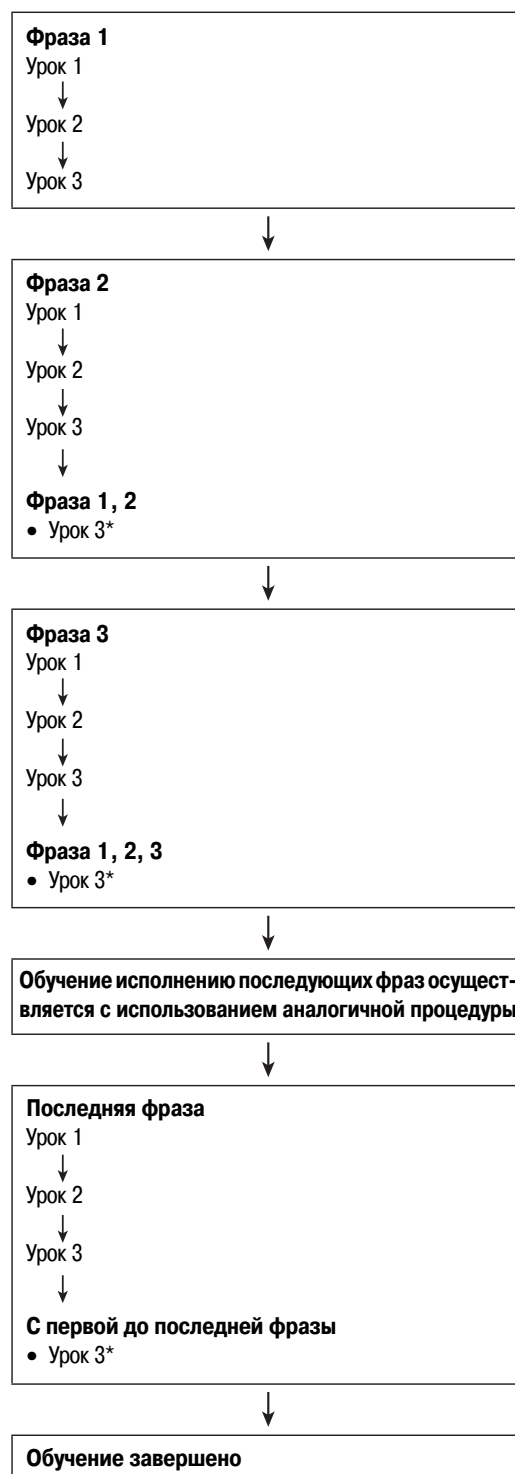 Фраза 1
Урок 1
Урок 2
Урок 3
Фраза 2
Урок 1
Урок 2
Урок 3
Фраза 1, 2
• Урок 3*
Фраза 3
Урок 1
Урок 2
Урок 3
Фраза 1, 2, 3
• Урок 3*
Обучение исполнению последующих фраз осущест-
вляется с использованием аналогичной процедуры
Последняя фраза
Урок 1
Урок 2
Урок 3
С первой до последней фразы
• Урок 3*
Обучение завершено